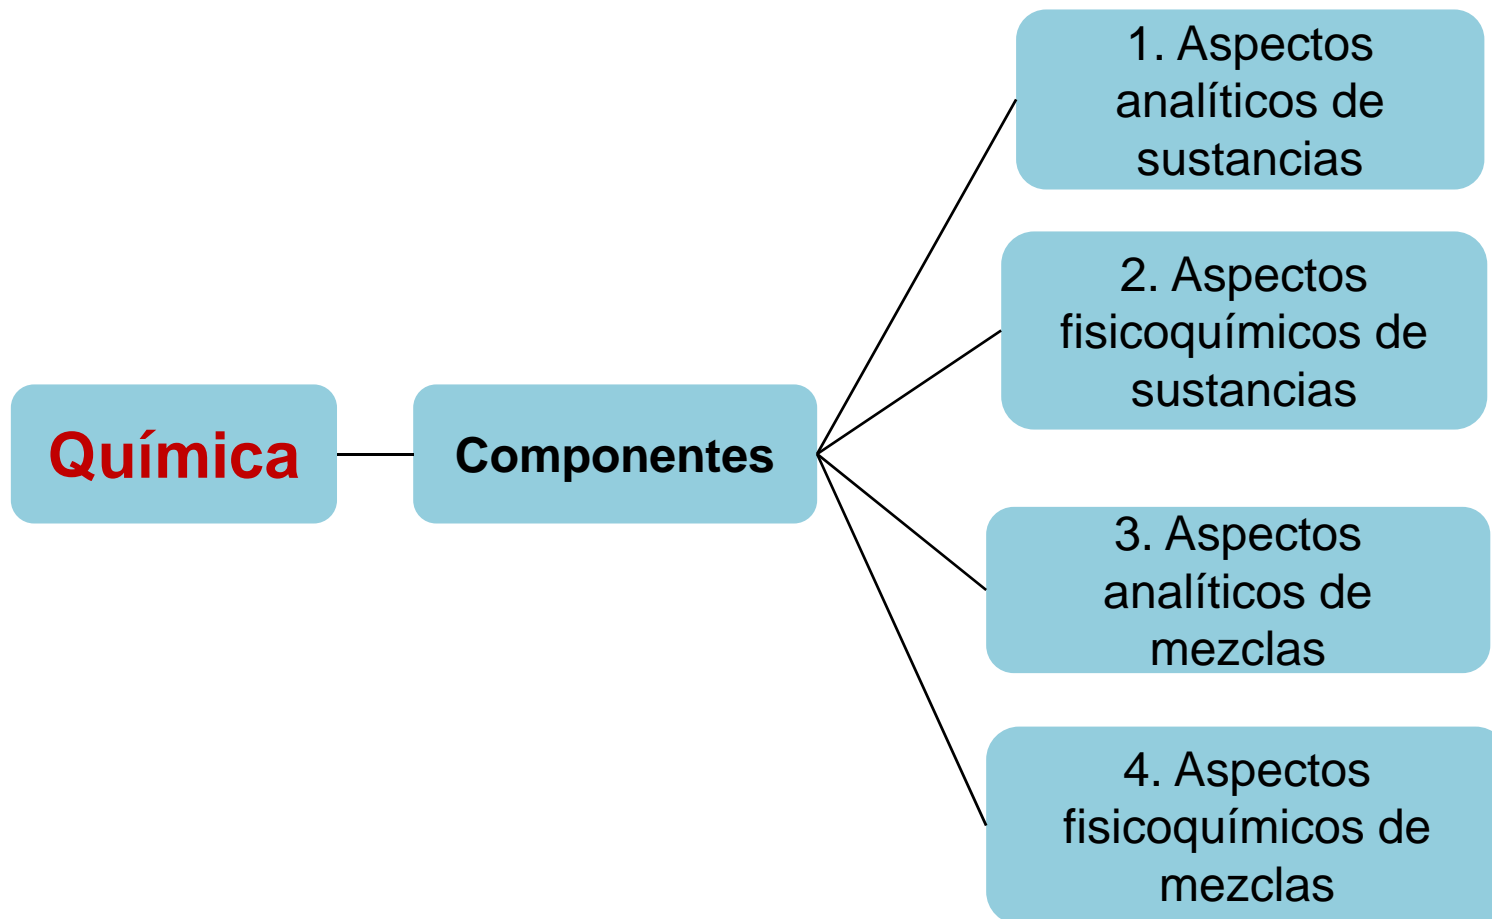 Química
Componentes
1. Aspectos
analíticos de
sustancias
2. Aspectos
fisicoquímicos de
sustancias
3. Aspectos
analíticos de
mezclas
4. Aspectos
fisicoquímicos de
mezclas